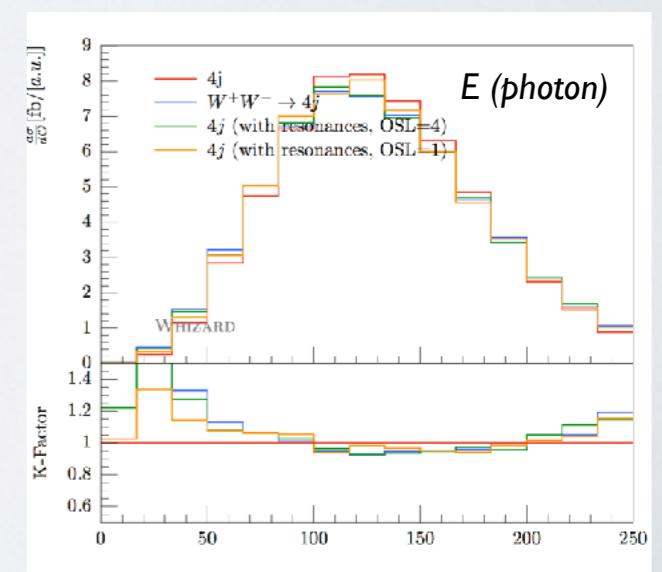 9
8
7
6
5
4
3
2
1
0
dσ/dO [fb/[a.u.]]
4j
W⁺W⁻ → 4j
4j (with resonances, OSL=4)
4j (with resonances, OSL=1)
E (photon)
WHIZARD
1.4
1.2
1
0.8
0.6
K-Factor
0 50 100 150 200 250